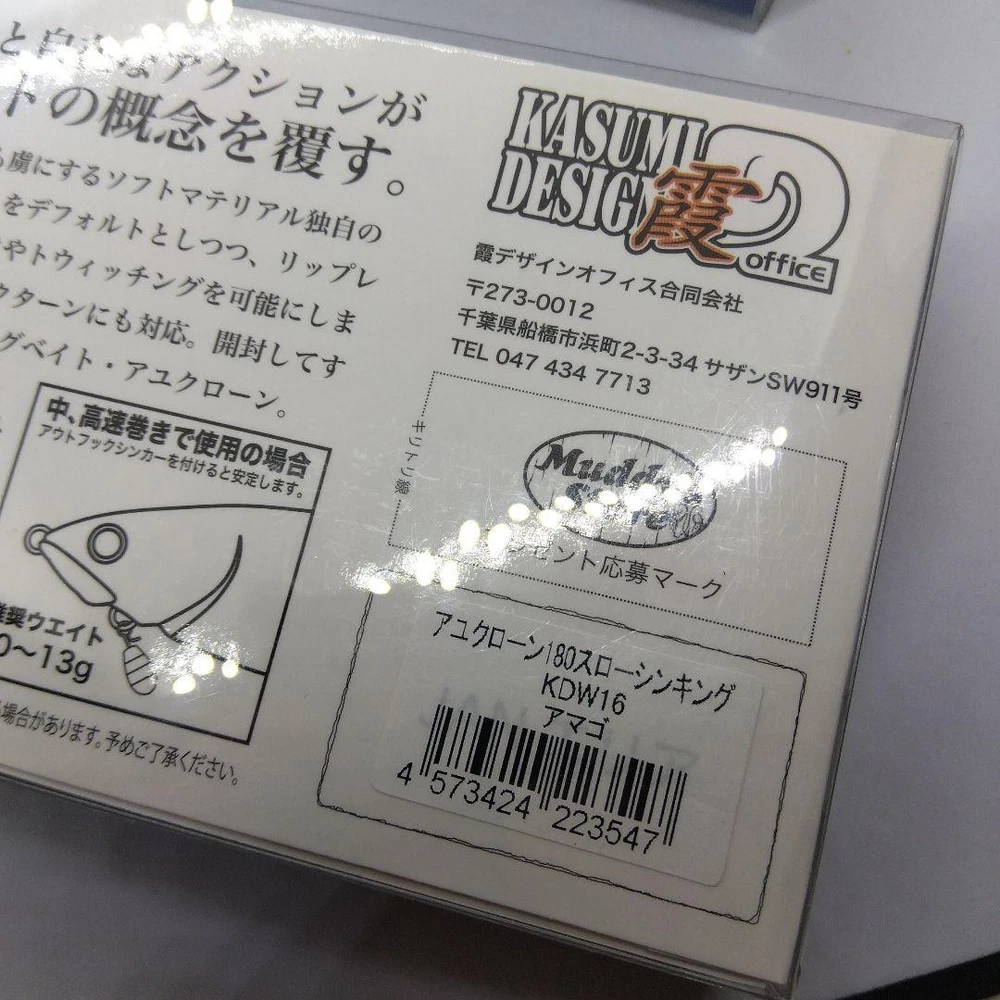 なアクションが
トの概念を覆す。
虜にするソフトマテリアル独自の
をデフォルトとしつつ、リップレ
やトウィッチングを可能にしま
ターンにも対応。開封してす
グベイト・アユクローン。
中、高速巻きで使用の場合
アウトフックシンカーを付けると安定します。
奨ウエイト
0〜13g
場合があります。予めご了承ください。
KASUMI
DESIGN
霞
office
霞デザインオフィス合同会社
〒273-0012
千葉県船橋市浜町2-3-34 サザンSW911号
TEL 047 434 7713
キリトリ線
ント応募マーク
アユクローン180スローシンキング
KDW16
アマゴ
4 573424 223547